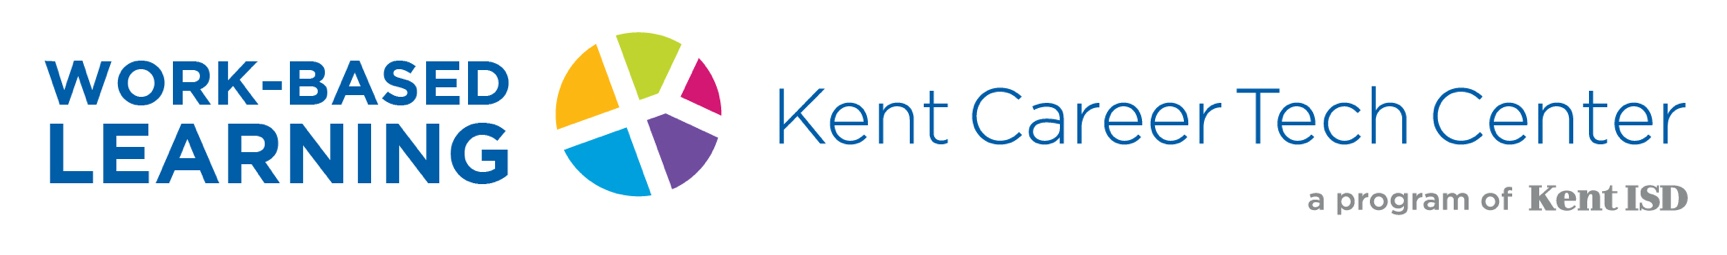 WORK-BASED
LEARNING
Kent Career Tech Center
a program of Kent ISD